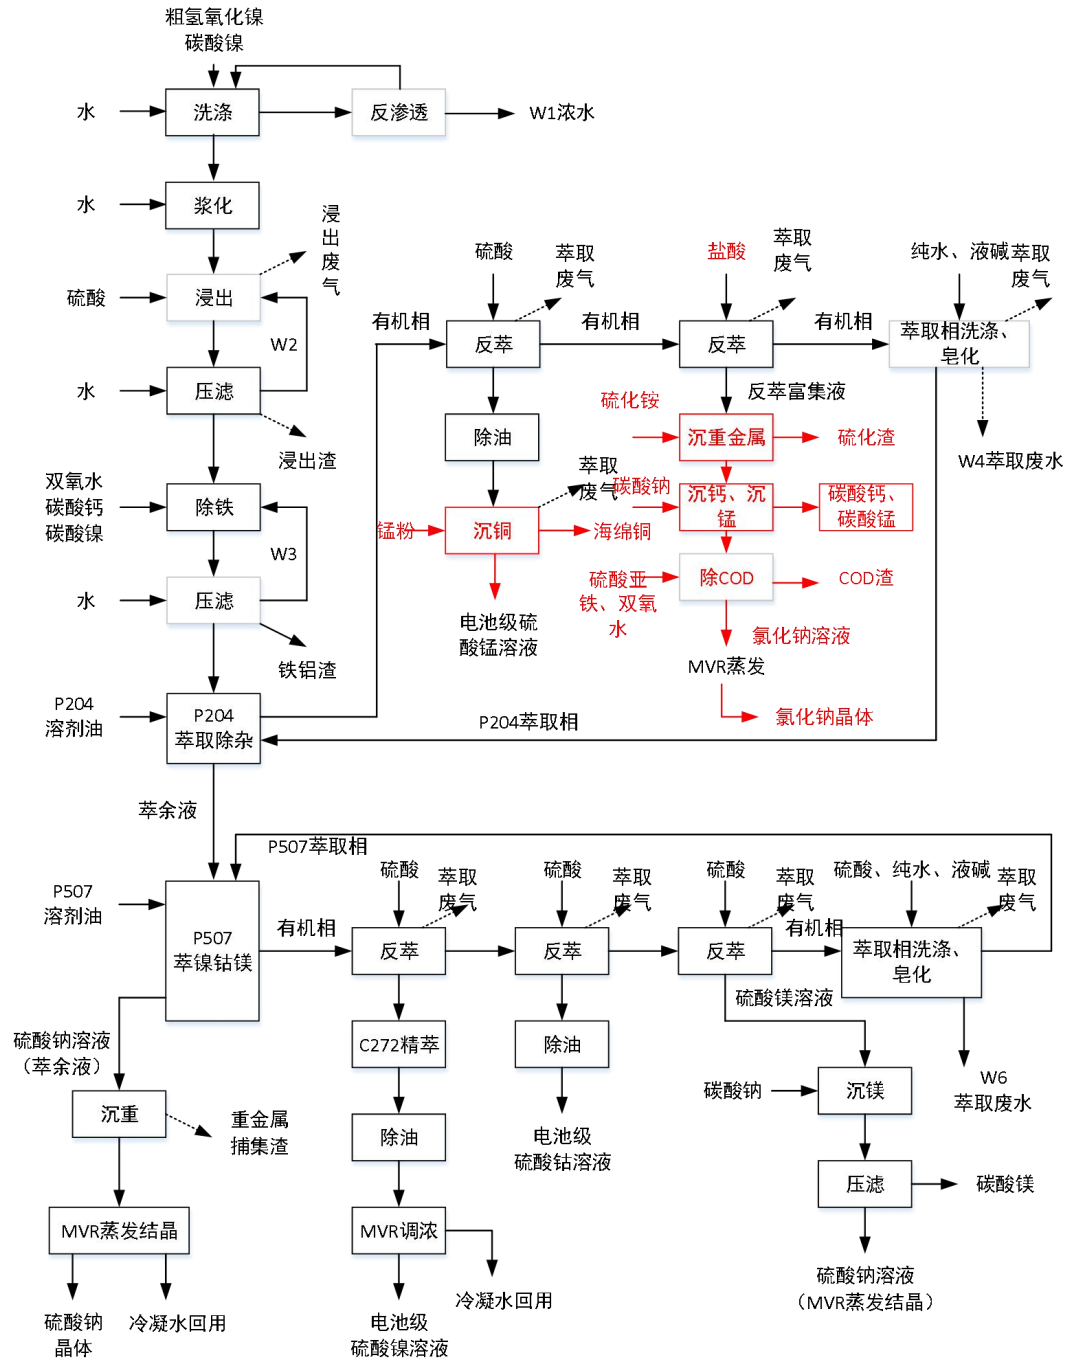 粗氢氧化镍
碳酸镍
水
洗涤
反渗透
W1浓水
水
浆化
浸
出
废
气
硫酸
浸出
W2
水
压滤
浸出渣
双氧水
碳酸钙
碳酸镍
除铁
W3
水
压滤
铁铝渣
P204
溶剂油
P204
萃取除杂
有机相
硫酸
反萃
萃取
废气
有机相
盐酸
反萃
萃取
废气
有机相
纯水、液碱
萃取
废气
萃取相洗涤、
皂化
W4萃取废水
除油
萃取
废气
锰粉
沉铜
海绵铜
电池级硫
酸锰溶液
反萃富集液
硫化铵
沉重金属
硫化渣
碳酸钠
沉钙、沉
锰
碳酸钙、
碳酸锰
硫酸亚
铁、双氧
水
除COD
COD渣
氯化钠溶液
MVR蒸发
氯化钠晶体
P204萃取相
萃余液
P507萃取相
P507
溶剂油
P507
萃镍钴镁
有机相
硫酸
萃取
废气
反萃
硫酸
萃取
废气
反萃
硫酸
萃取
废气
反萃
有机相
硫酸、纯水、液碱
萃取
废气
萃取相洗涤、
皂化
W6
萃取废水
硫酸钠溶液
（萃余液）
沉重
重金属
捕集渣
MVR蒸发结晶
硫酸钠
晶体
冷凝水回用
C272精萃
除油
MVR调浓
冷凝水回用
电池级
硫酸镍溶液
除油
电池级
硫酸钴溶液
硫酸镁溶液
碳酸钠
沉镁
压滤
碳酸镁
硫酸钠溶液
（MVR蒸发结晶）